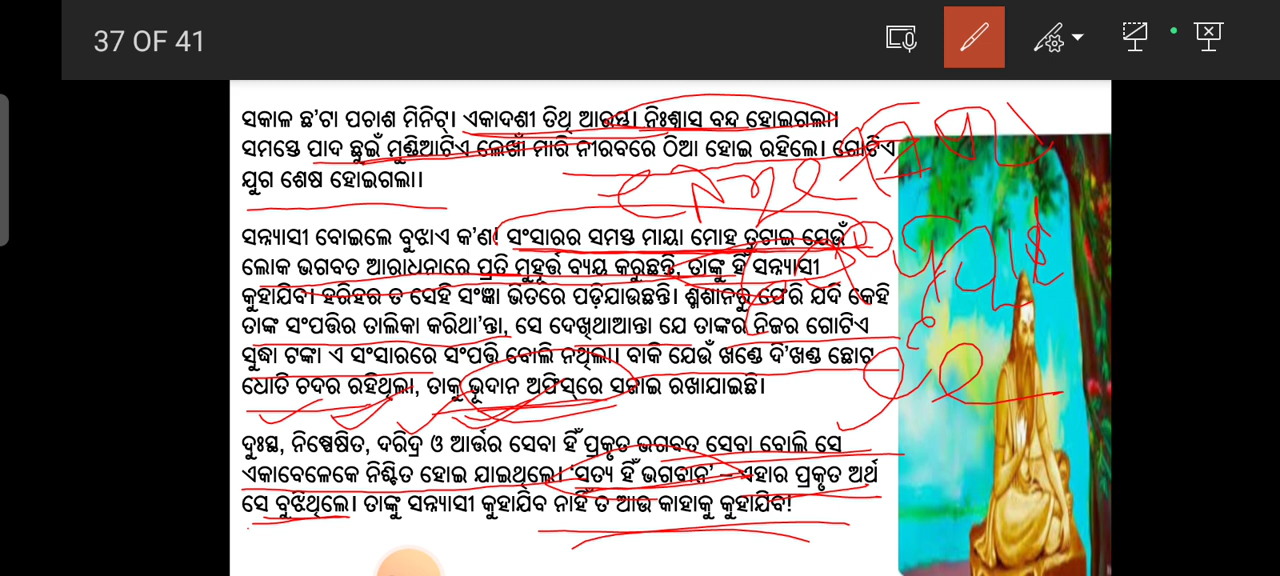 37 OF 41
ସକାଳ ଛ'ଟା ପଚାଶ ମିନିଟ୍। ଏକାଦଶୀ ତିଥି ଆରମ୍ଭ। ନିଃଶ୍ୱାସ ବନ୍ଦ ହୋଇଗଲା।
ସମସ୍ତେ ପାଦ ଛୁଇଁ ମୁଣ୍ଡିଆଟିଏ ଲେଖାଁ ମାରି ନୀରବରେ ଠିଆ ହୋଇ ରହିଲେ। ଗୋଟିଏ
ଯୁଗ ଶେଷ ହୋଇଗଲା।
ସନ୍ନ୍ୟାସୀ ବୋଇଲେ ବୁଝାଏ କ'ଣ! ସଂସାରର ସମସ୍ତ ମାୟା ମୋହ ତୁଟାଇ ଯେଉଁ
ଲୋକ ଭଗବତ ଆରାଧନାରେ ପ୍ରତି ମୁହୂର୍ତ୍ତ ବ୍ୟୟ କରୁଛନ୍ତି, ତାଙ୍କୁ ହିଁ ସନ୍ନ୍ୟାସୀ
କୁହାଯିବ। ହରିହର ତ ସେହି ସଂଜ୍ଞା ଭିତରେ ପଡ଼ିଯାଉଛନ୍ତି। ଶ୍ମଶାନରୁ ଫେରି ଯଦି କେହି
ତାଙ୍କ ସଂପତ୍ତିର ତାଲିକା କରିଥା'ନ୍ତା, ସେ ଦେଖିଥାଆନ୍ତା ଯେ ତାଙ୍କର ନିଜର ଗୋଟିଏ
ସୁଦ୍ଧା ଟଙ୍କା ଏ ସଂସାରରେ ସଂପତ୍ତି ବୋଲି ନଥିଲା। ବାକି ଯେଉଁ ଖଣ୍ଡେ ଦି'ଖଣ୍ଡ ଛୋଟ
ଧୋତି ଚଦର ରହିଥିଲା, ତାକୁ ଭୂଦାନ ଅଫିସ୍‌ରେ ସଜାଇ ରଖାଯାଇଛି।
ଦୁଃସ୍ଥ, ନିଷ୍ପେଷିତ, ଦରିଦ୍ର ଓ ଆର୍ତ୍ତର ସେବା ହିଁ ପ୍ରକୃତ ଭଗବତ ସେବା ବୋଲି ସେ
ଏକାବେଳେକେ ନିଶ୍ଚିତ ହୋଇ ଯାଇଥିଲେ। 'ସତ୍ୟ ହିଁ ଭଗବାନ' – ଏହାର ପ୍ରକୃତ ଅର୍ଥ
ସେ ବୁଝିଥିଲେ। ତାଙ୍କୁ ସନ୍ନ୍ୟାସୀ କୁହାଯିବ ନାହିଁ ତ ଆଉ କାହାକୁ କୁହାଯିବ!